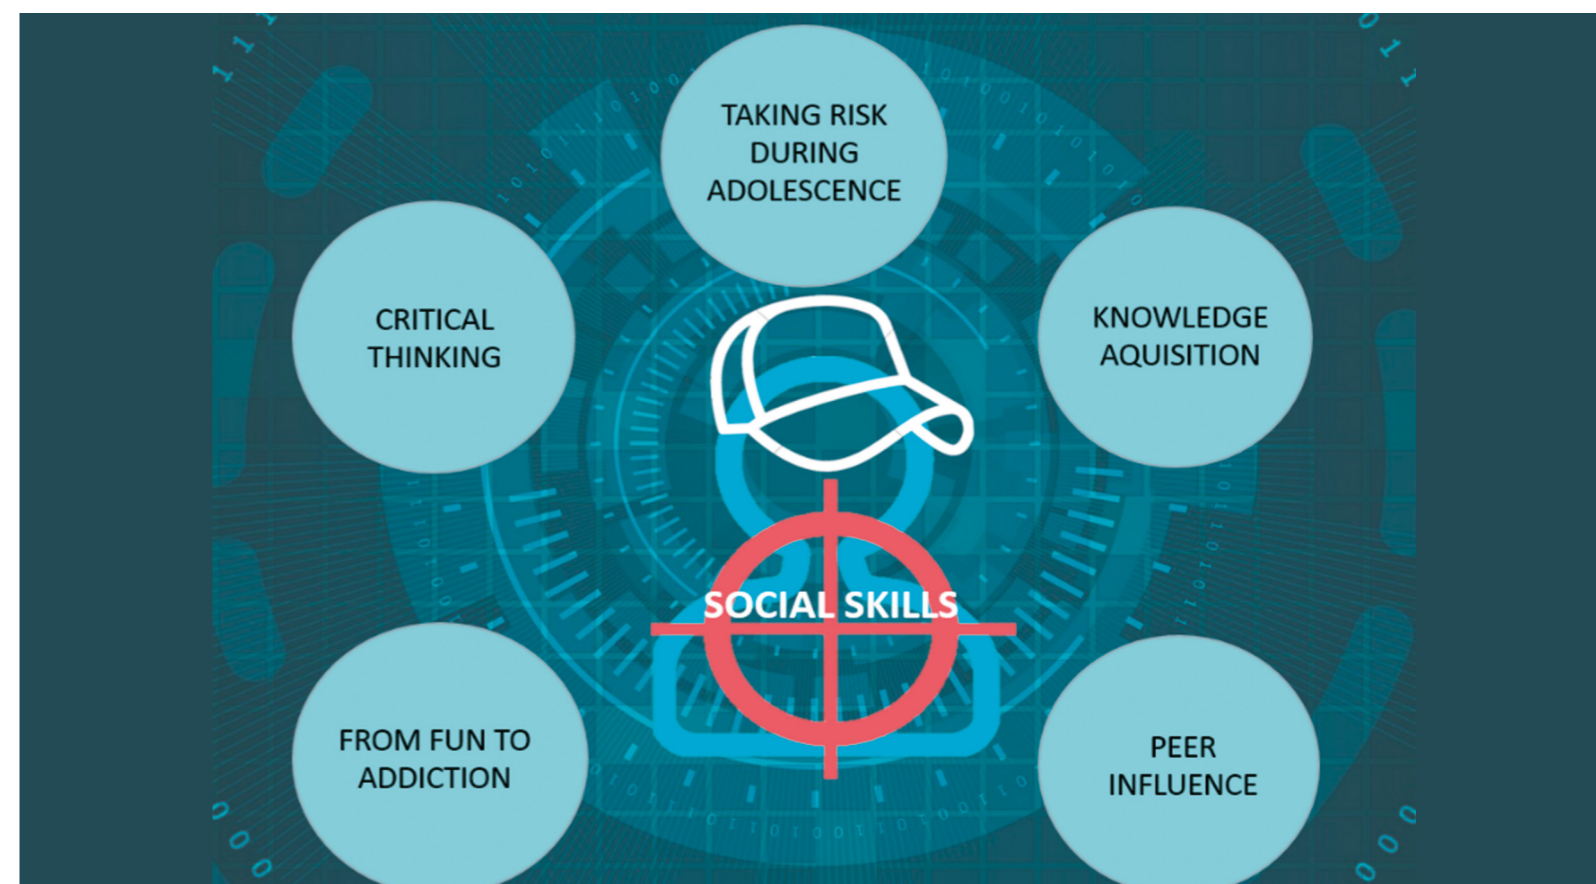 TAKING RISK
DURING
ADOLESCENCE
CRITICAL
THINKING
KNOWLEDGE
AQUISITION
SOCIAL SKILLS
FROM FUN TO
ADDICTION
PEER
INFLUENCE